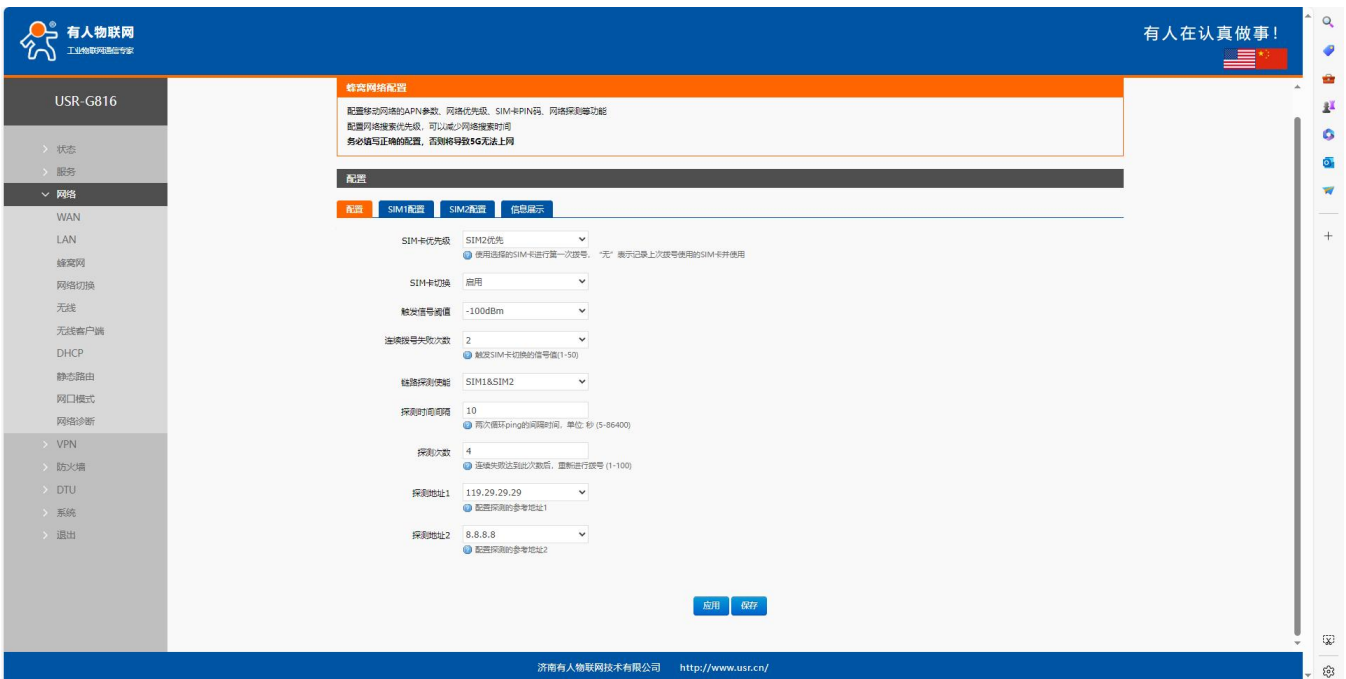 有人物联网
工业物联网通信专家
有人在认真做事!
USR-G816
状态
服务
网络
WAN
LAN
蜂窝网
网络切换
无线
无线客户端
DHCP
静态路由
网口模式
网络诊断
VPN
防火墙
DTU
系统
退出
蜂窝网络配置
配置移动网络的APN参数、网络优先级、SIM卡PIN码、网络探测等功能
配置网络搜索优先级,可以减少网络搜索时间
务必填写正确的配置,否则将导致5G无法上网
配置
配置 SIM1配置 SIM2配置 信息展示
SIM卡优先级 SIM2优先
使用选择的SIM卡进行第一次拨号、“无”表示记录上次拨号使用的SIM卡并使用
SIM卡切换 启用
触发信号阈值 -100dBm
连续拨号失败次数 2
触发SIM卡切换的信号值(1-50)
链路探测使能 SIM1&SIM2
探测时间间隔 10
两次循环ping的间隔时间, 单位: 秒 (5-86400)
探测次数 4
连续失败达到此次数后, 重新进行拨号 (1-100)
探测地址1 119.29.29.29
配置探测的参考地址1
探测地址2 8.8.8.8
配置探测的参考地址2
应用 保存
济南有人物联网技术有限公司 http://www.usr.cn/